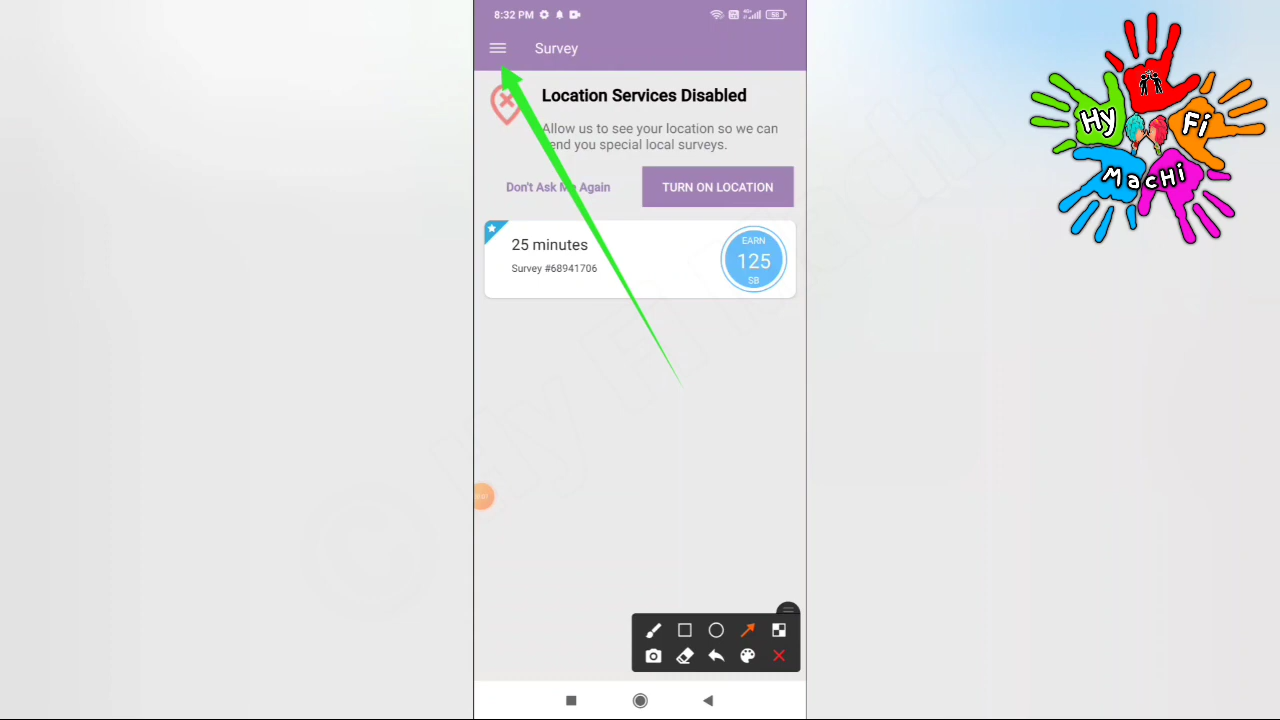 8:32 PM
Survey
Location Services Disabled
Allow us to see your location so we can
end you special local surveys.
Don't Ask Me Again
TURN ON LOCATION
25 minutes
Survey #68941706
EARN
125
SB
Hy
Fi
MacHi